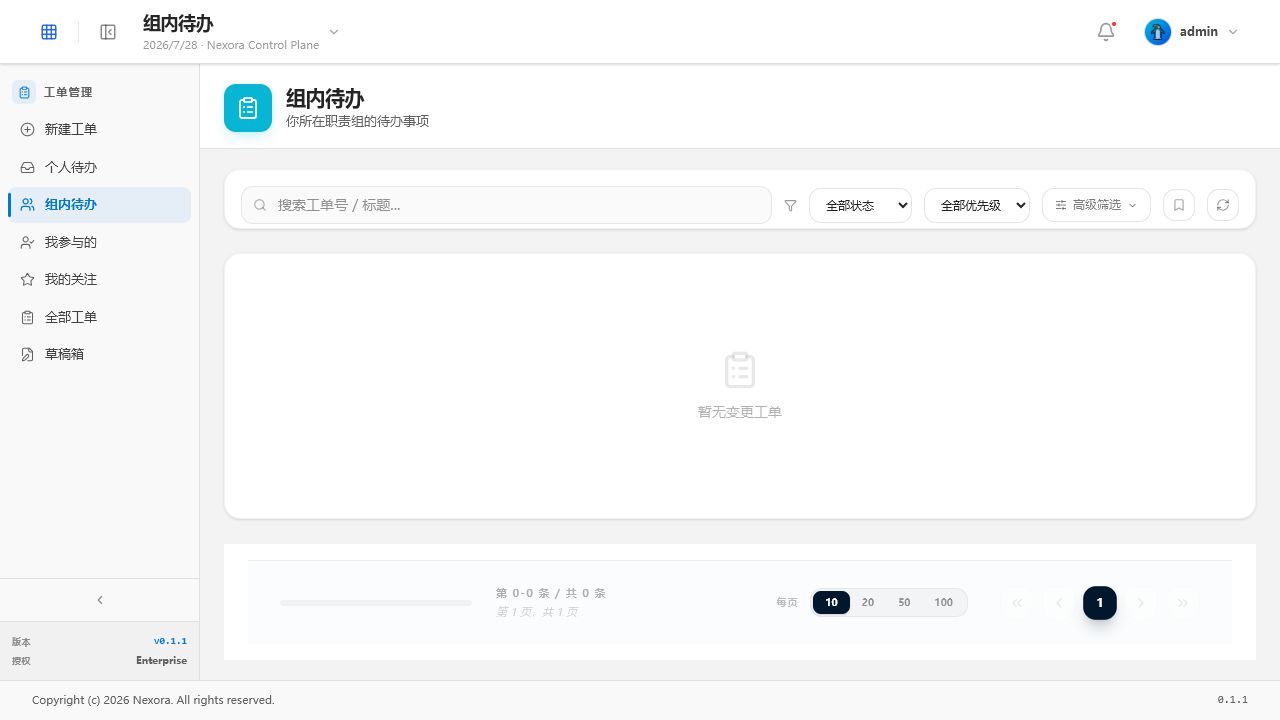 组内待办
2026/7/28 · Nexora Control Plane
admin
工单管理
新建工单
个人待办
组内待办
我参与的
我的关注
全部工单
草稿箱
版本 v0.1.1
授权 Enterprise
组内待办
你所在职责组的待办事项
搜索工单号 / 标题...
全部状态
全部优先级
高级筛选
暂无变更工单
第 0-0 条 / 共 0 条
第 1 页, 共 1 页
每页 10 20 50 100
1
Copyright (c) 2026 Nexora. All rights reserved.
0.1.1